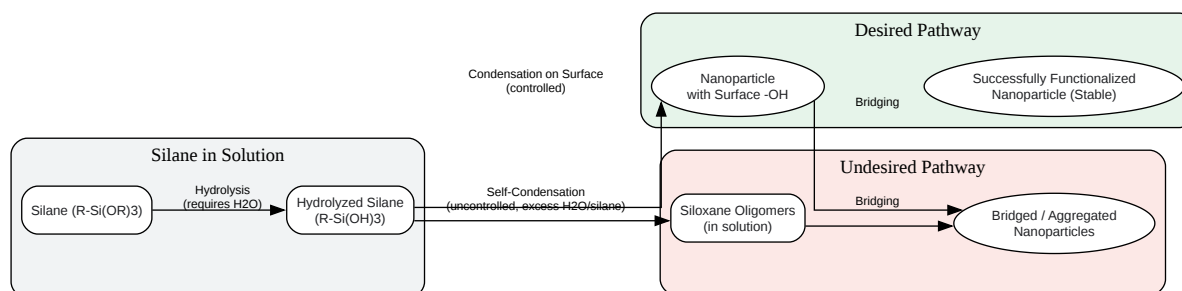 Desired Pathway
Condensation on Surface
(controlled)
Nanoparticle
with Surface -OH
Bridging
Successfully Functionalized
Nanoparticle (Stable)
Silane in Solution
Silane (R-Si(OR)3)
Hydrolysis
(requires H2O)
Hydrolyzed Silane
(R-Si(OH)3)
Self-Condensation
(uncontrolled, excess H2O/silane)
Undesired Pathway
Siloxane Oligomers
(in solution)
Bridging
Bridged / Aggregated
Nanoparticles